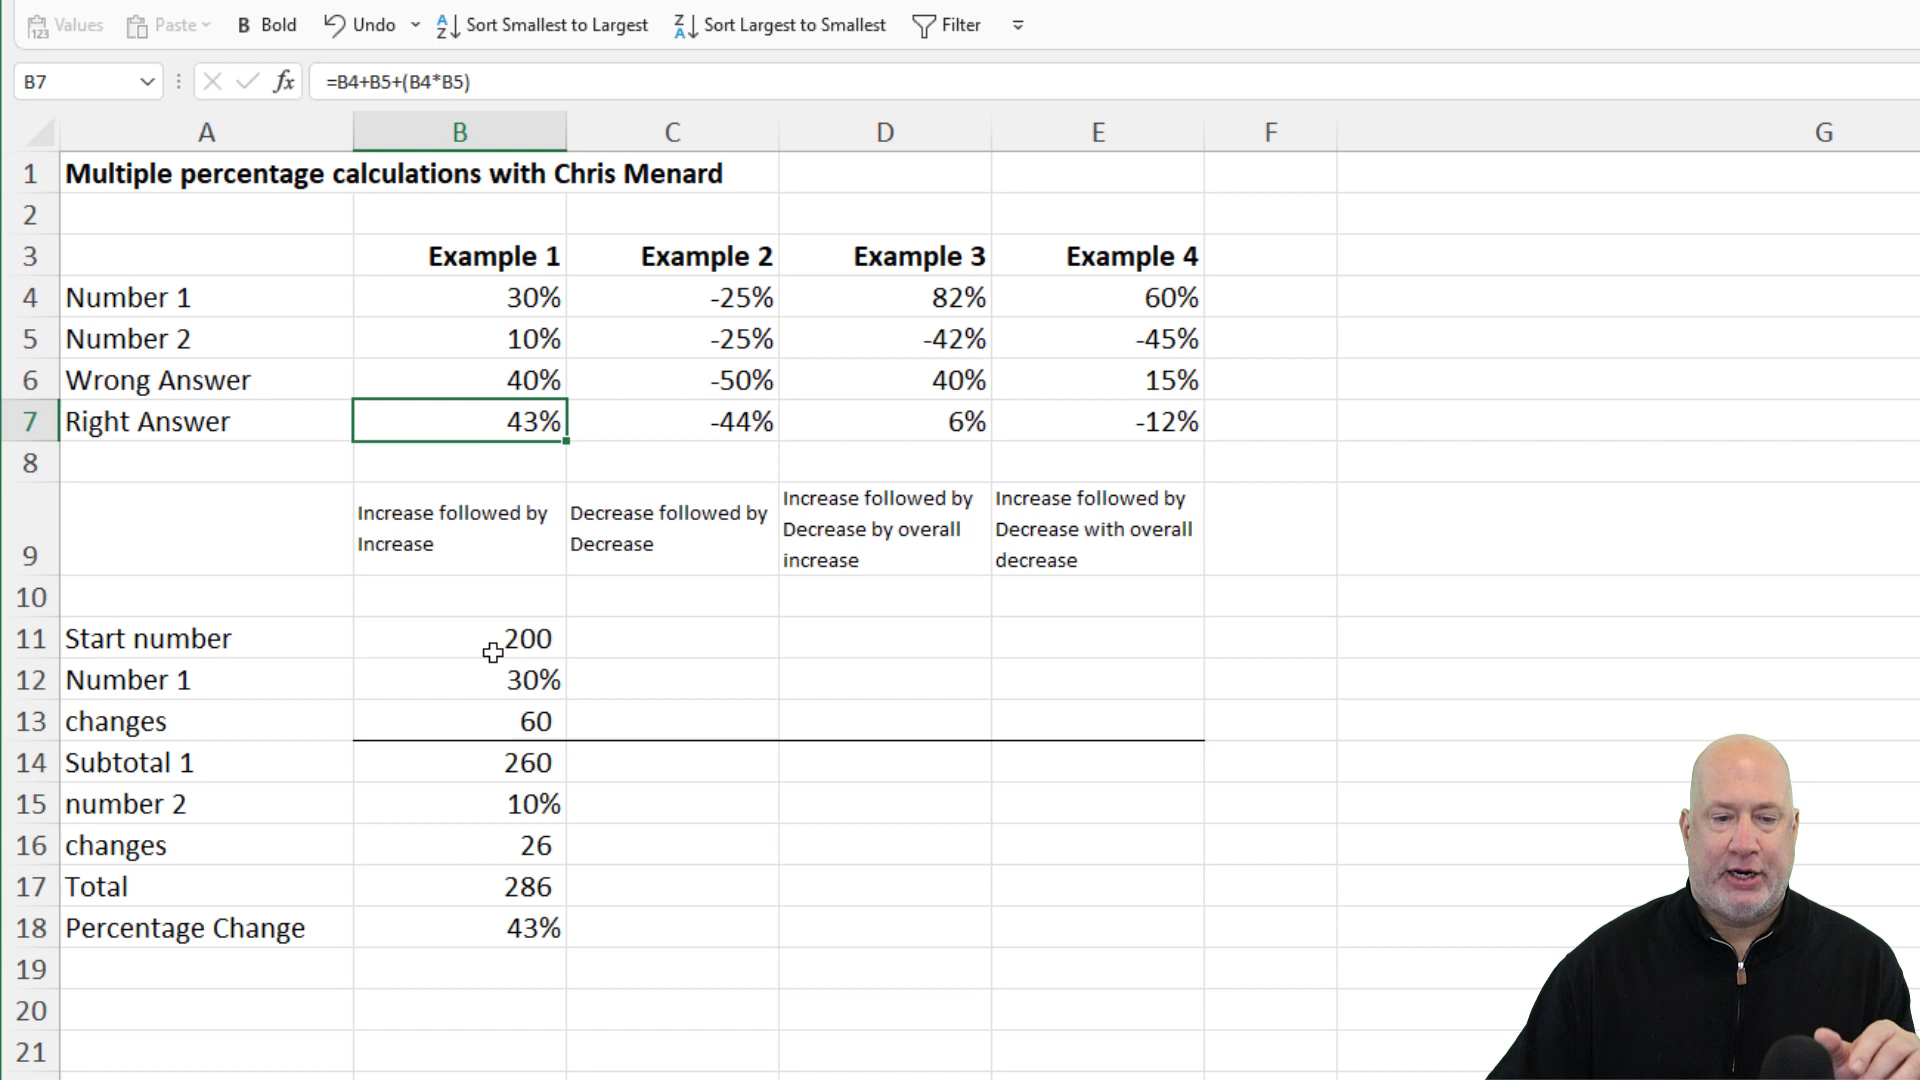 Values Paste B Bold Undo Sort Smallest to Largest Sort Largest to Smallest Filter
B7 fx =B4+B5+(B4*B5)
A B C D E F G
1 Multiple percentage calculations with Chris Menard
2
3 Example 1 Example 2 Example 3 Example 4
4 Number 1 30% -25% 82% 60%
5 Number 2 10% -25% -42% -45%
6 Wrong Answer 40% -50% 40% 15%
7 Right Answer 43% -44% 6% -12%
8
9
Increase followed by
Increase
Decrease followed by
Decrease
Increase followed by
Decrease by overall
increase
Increase followed by
Decrease with overall
decrease
10
11 Start number 200
12 Number 1 30%
13 changes 60
14 Subtotal 1 260
15 number 2 10%
16 changes 26
17 Total 286
18 Percentage Change 43%
19
20
21